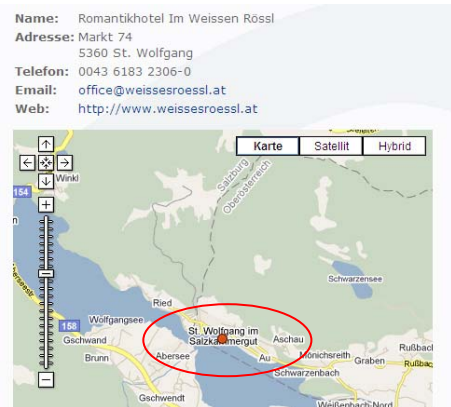 Name: Romantikhotel Im Weissen Rössl
Adresse: Markt 74
5360 St. Wolfgang
Telefon: 0043 6183 2306-0
Email: office@weissesroessl.at
Web: http://www.weissesroessl.at
Karte Satellit Hybrid
Winkl
Salzburg
Oberösterreich
154
Schwarzensee
Ried
Wolfgangsee
St. Wolfgang im
Salzkammergut
158
Gschwand
Aschau
Brunn
Abersee
Au
Mönichsreith
Graben
Schwarzenbach
Gschwendt
Weißenbach-Nord